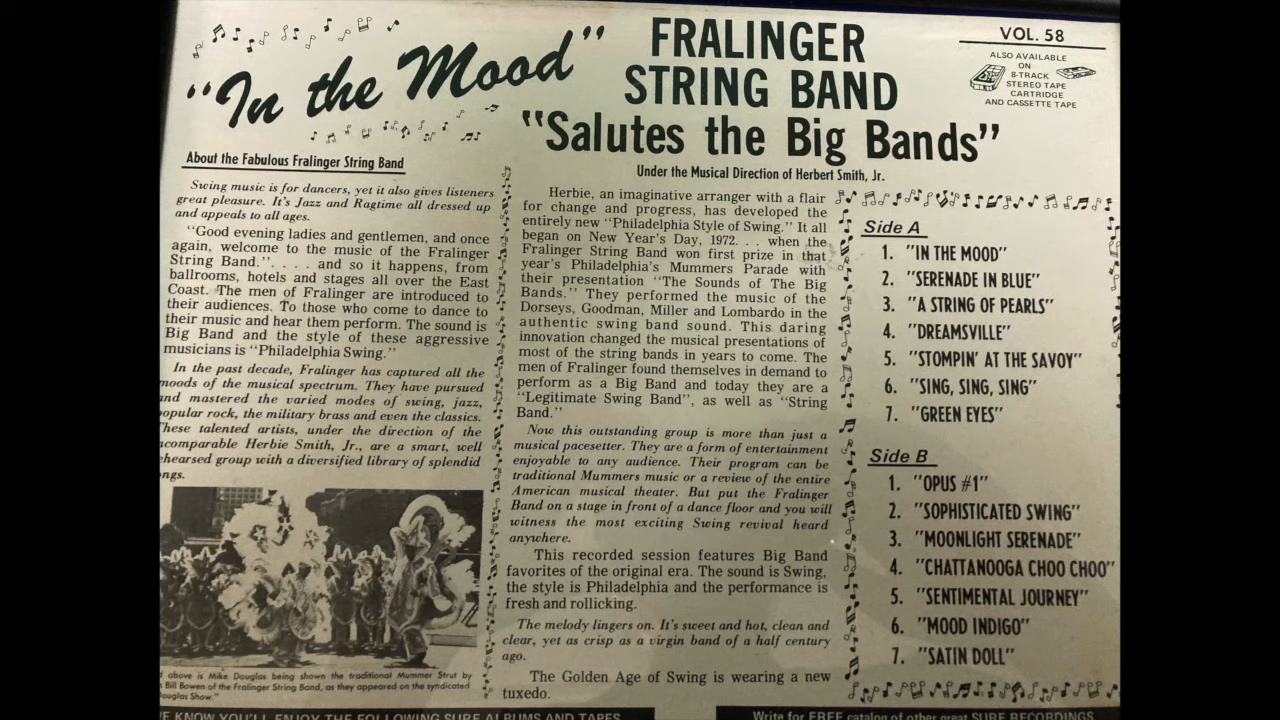 "In the Mood"
FRALINGER
STRING BAND
"Salutes the Big Bands"
Under the Musical Direction of Herbert Smith, Jr.
VOL. 58
ALSO AVAILABLE
ON
8-TRACK
STEREO TAPE
CARTRIDGE
AND CASSETTE TAPE
About the Fabulous Fralinger String Band
Swing music is for dancers, yet it also gives listeners
great pleasure. It's Jazz and Ragtime all dressed up
and appeals to all ages.
"Good evening ladies and gentlemen, and once
again, welcome to the music of the Fralinger
String Band.". . . . . and so it happens, from
ballrooms, hotels and stages all over the East
Coast. The men of Fralinger are introduced to
their audiences. To those who come to dance to
their music and hear them perform. The sound is
Big Band and the style of these aggressive
musicians is "Philadelphia Swing."
In the past decade, Fralinger has captured all the
moods of the musical spectrum. They have pursued
and mastered the varied modes of swing, jazz,
popular rock, the military brass and even the classics.
These talented artists, under the direction of the
ncomparable Herbie Smith, Jr., are a smart, well
ehearsed group with a diversified library of splendid
ngs.
above is Mike Douglas being shown the traditional Mummer Strut by
Bill Bowen of the Fralinger String Band, as they appeared on the syndicated
Douglas Show."
Herbie, an imaginative arranger with a flair
for change and progress, has developed the
entirely new "Philadelphia Style of Swing." It all
began on New Year's Day, 1972. . . when the
Fralinger String Band won first prize in that
year's Philadelphia's Mummers Parade with
their presentation "The Sounds of The Big
Bands." They performed the music of the
Dorseys, Goodman, Miller and Lombardo in the
authentic swing band sound. This daring
innovation changed the musical presentations of
most of the string bands in years to come. The
men of Fralinger found themselves in demand to
perform as a Big Band and today they are a
"Legitimate Swing Band", as well as "String
Band."
Now this outstanding group is more than just a
musical pacesetter. They are a form of entertainment
enjoyable to any audience. Their program can be
traditional Mummers music or a review of the entire
American musical theater. But put the Fralinger
Band on a stage in front of a dance floor and you will
witness the most exciting Swing revival heard
anywhere.
This recorded session features Big Band
favorites of the original era. The sound is Swing,
the style is Philadelphia and the performance is
fresh and rollicking.
The melody lingers on. It's sweet and hot, clean and
clear, yet as crisp as a virgin band of a half century
ago.
The Golden Age of Swing is wearing a new
tuxedo.
Side A
1. "IN THE MOOD"
2. "SERENADE IN BLUE"
3. "A STRING OF PEARLS"
4. "DREAMSVILLE"
5. "STOMPIN' AT THE SAVOY"
6. "SING, SING, SING"
7. "GREEN EYES"
Side B
1. "OPUS #1"
2. "SOPHISTICATED SWING"
3. "MOONLIGHT SERENADE"
4. "CHATTANOOGA CHOO CHOO"
5. "SENTIMENTAL JOURNEY"
6. "MOOD INDIGO"
7. "SATIN DOLL"
WE KNOW YOU'LL ENJOY THE FOLLOWING SURE ALBUMS AND TAPES
Write for FREE catalog of other great SURE RECORDINGS